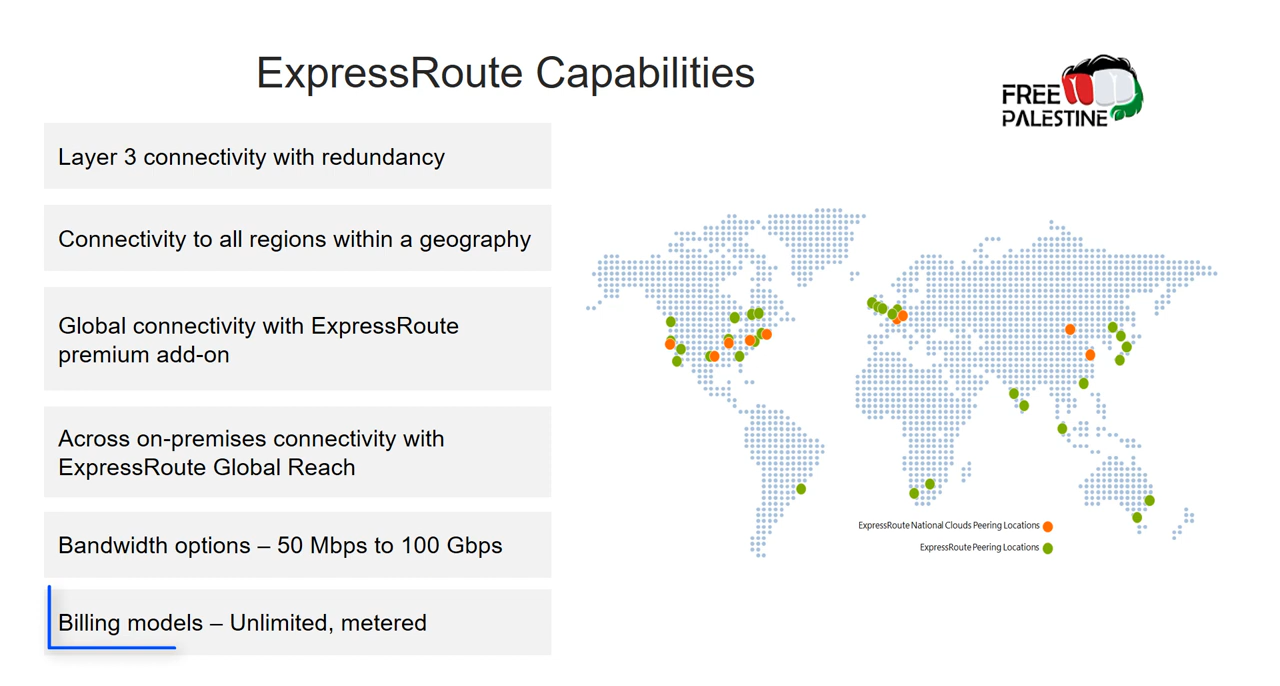 ExpressRoute Capabilities
FREE
PALESTINE
Layer 3 connectivity with redundancy
Connectivity to all regions within a geography
Global connectivity with ExpressRoute
premium add-on
Across on-premises connectivity with
ExpressRoute Global Reach
Bandwidth options – 50 Mbps to 100 Gbps
Billing models – Unlimited, metered
ExpressRoute National Clouds Peering Locations
ExpressRoute Peering Locations